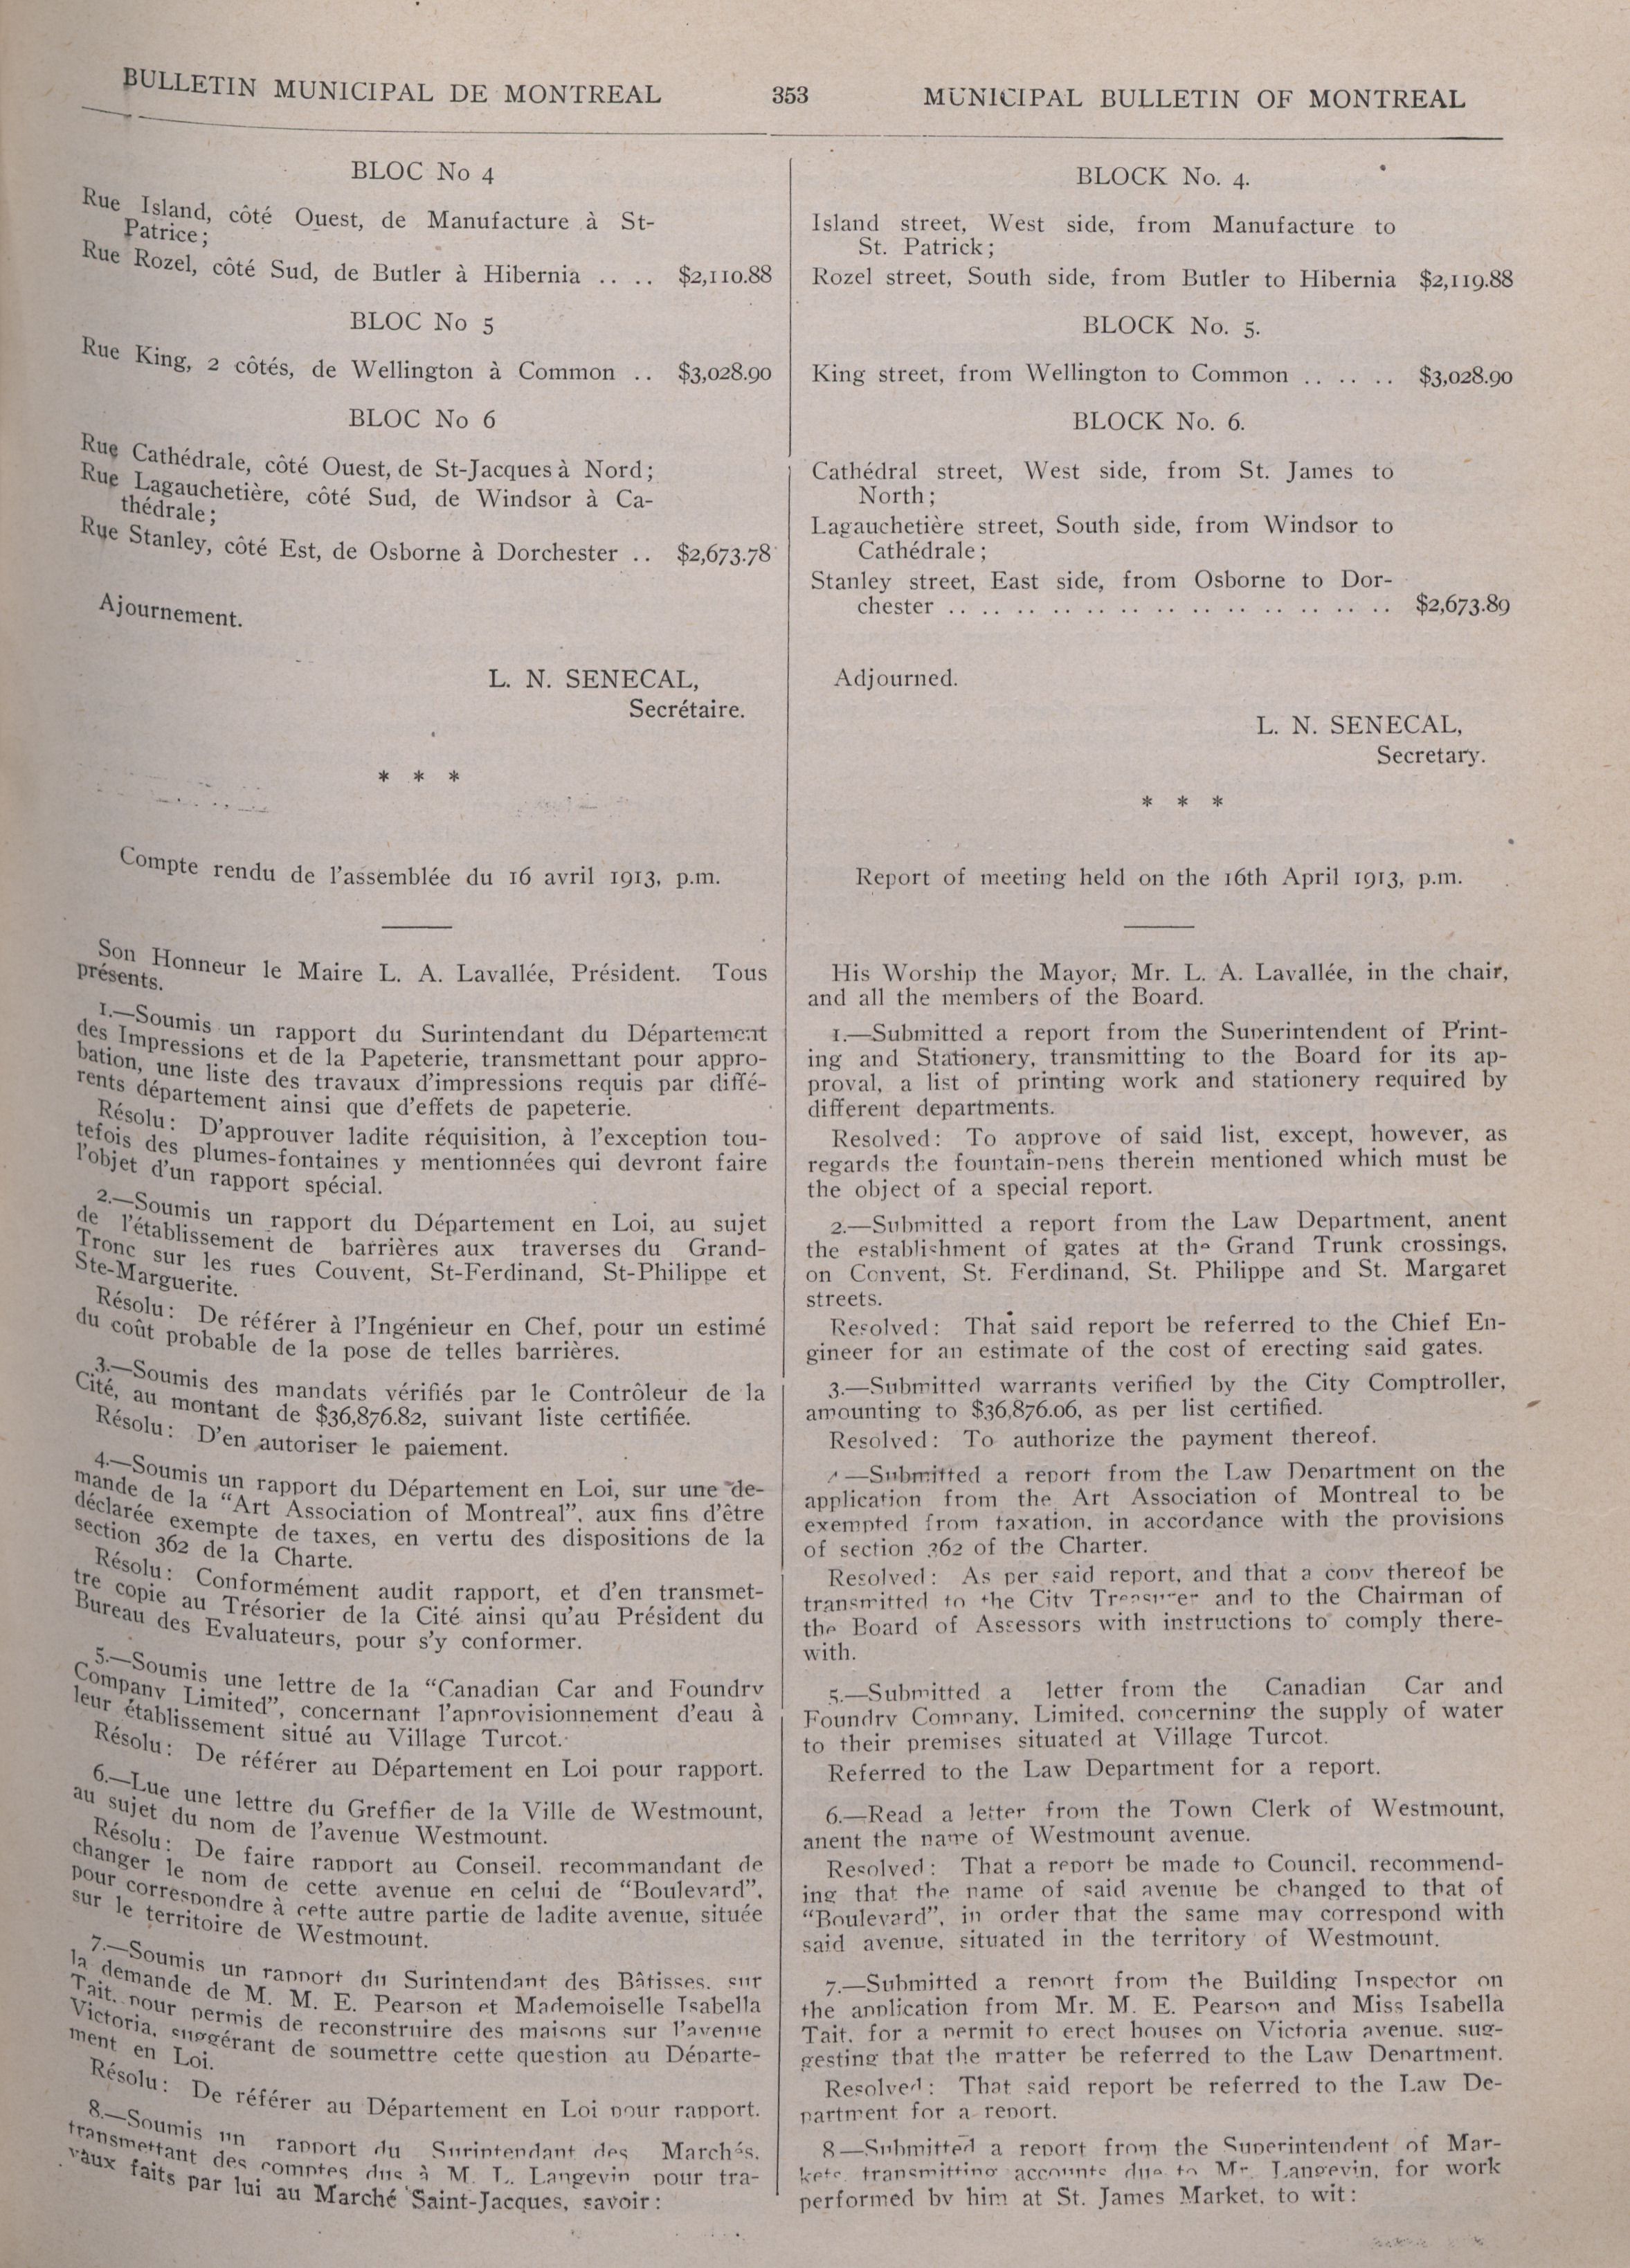 BULLETIN MUNICIPAL DE MONTREAL 353 MUNICIPAL BULLETIN OF MONTREAL
BLOC No 4
Rue Island, côté Ouest, de Manufacture à St-
Patrice;
Rue Rozel, côté Sud, de Butler à Hibernia .. .. $2,110.88
BLOC No 5
Rue King, 2 côtés, de Wellington à Common .. $3,028.90
BLOC No 6
Rue Cathédrale, côté Ouest, de St-Jacques à Nord;
Rue Lagauchetière, côté Sud, de Windsor à Ca-
thédrale;
Rue Stanley, côté Est, de Osborne à Dorchester .. $2,673.78
Ajournement.
L. N. SENECAL,
Secrétaire.
* * *
Compte rendu de l'assemblée du 16 avril 1913, p.m.
Son Honneur le Maire L. A. Lavallée, Président. Tous
présents.
1.—Soumis un rapport du Surintendant du Département
des Impressions et de la Papeterie, transmettant pour appro-
bation, une liste des travaux d'impressions requis par diffé-
rents département ainsi que d'effets de papeterie.
Résolu: D'approuver ladite réquisition, à l'exception tou-
tefois des plumes-fontaines y mentionnées qui devront faire
l'objet d'un rapport spécial.
2.—Soumis un rapport du Département en Loi, au sujet
de l'établissement de barrières aux traverses du Grand-
Tronc sur les rues Couvent, St-Ferdinand, St-Philippe et
Ste-Marguerite.
Résolu: De référer à l'Ingénieur en Chef, pour un estimé
du coût probable de la pose de telles barrières.
3.—Soumis des mandats vérifiés par le Contrôleur de la
Cité, au montant de $36,876.82, suivant liste certifiée.
Résolu: D'en autoriser le paiement.
4.—Soumis un rapport du Département en Loi, sur une de-
mande de la "Art Association of Montreal", aux fins d'être
déclarée exempte de taxes, en vertu des dispositions de la
section 362 de la Charte.
Résolu: Conformément audit rapport, et d'en transmet-
tre copie au Trésorier de la Cité ainsi qu'au Président du
Bureau des Evaluateurs, pour s'y conformer.
5.—Soumis une lettre de la "Canadian Car and Foundry
Company Limited", concernant l'approvisionnement d'eau à
leur établissement situé au Village Turcot.
Résolu: De référer au Département en Loi pour rapport.
6.—Lue une lettre du Greffier de la Ville de Westmount,
au sujet du nom de l'avenue Westmount.
Résolu: De faire rapport au Conseil, recommandant de
changer le nom de cette avenue en celui de "Boulevard",
pour correspondre à cette autre partie de ladite avenue, située
sur le territoire de Westmount.
7.—Soumis un rapport du Surintendant des Bâtisses, sur
la demande de M. M. E. Pearson et Mademoiselle Isabella
Tait, pour permis de reconstruire des maisons sur l'avenue
Victoria, suggérant de soumettre cette question au Départe-
ment en Loi.
Résolu: De référer au Département en Loi pour rapport.
8.—Soumis un rapport du Surintendant des Marchés,
transmettant des comptes dus à M. L. Langevin pour tra-
vaux faits par lui au Marché Saint-Jacques, savoir:
BLOCK No. 4.
Island street, West side, from Manufacture to
St. Patrick;
Rozel street, South side, from Butler to Hibernia $2,119.88
BLOCK No. 5.
King street, from Wellington to Common .. .. .. $3,028.90
BLOCK No. 6.
Cathédral street, West side, from St. James to
North;
Lagauchetière street, South side, from Windsor to
Cathédrale;
Stanley street, East side, from Osborne to Dor-
chester .. .. .. .. .. .. .. .. .. .. .. .. .. $2,673.89
Adjourned.
L. N. SENECAL,
Secretary.
* * *
Report of meeting held on the 16th April 1913, p.m.
His Worship the Mayor, Mr. L. A. Lavallée, in the chair,
and all the members of the Board.
1.—Submitted a report from the Superintendent of Print-
ing and Stationery, transmitting to the Board for its ap-
proval, a list of printing work and stationery required by
different departments.
Resolved: To approve of said list, except, however, as
regards the fountain-pens therein mentioned which must be
the object of a special report.
2.—Submitted a report from the Law Department, anent
the establishment of gates at the Grand Trunk crossings,
on Convent, St. Ferdinand, St. Philippe and St. Margaret
streets.
Resolved: That said report be referred to the Chief En-
gineer for an estimate of the cost of erecting said gates.
3.—Submitted warrants verified by the City Comptroller,
amounting to $36,876.06, as per list certified.
Resolved: To authorize the payment thereof.
4—Submitted a report from the Law Department on the
application from the Art Association of Montreal to be
exempted from taxation, in accordance with the provisions
of section 362 of the Charter.
Resolved: As per said report, and that a copy thereof be
transmitted to the City Treasurer and to the Chairman of
the Board of Assessors with instructions to comply there-
with.
5.—Submitted a letter from the Canadian Car and
Foundry Company, Limited, concerning the supply of water
to their premises situated at Village Turcot.
Referred to the Law Department for a report.
6.—Read a letter from the Town Clerk of Westmount,
anent the name of Westmount avenue.
Resolved: That a report be made to Council, recommend-
ing that the name of said avenue be changed to that of
"Boulevard", in order that the same may correspond with
said avenue, situated in the territory of Westmount.
7.—Submitted a report from the Building Inspector on
the application from Mr. M. E. Pearson and Miss Isabella
Tait, for a permit to erect houses on Victoria avenue, sug-
gesting that the matter be referred to the Law Department.
Resolved: That said report be referred to the Law De-
partment for a report.
8—Submitted a report from the Superintendent of Mar-
kets, transmitting accounts due to Mr. Langevin, for work
performed by him at St. James Market, to wit: